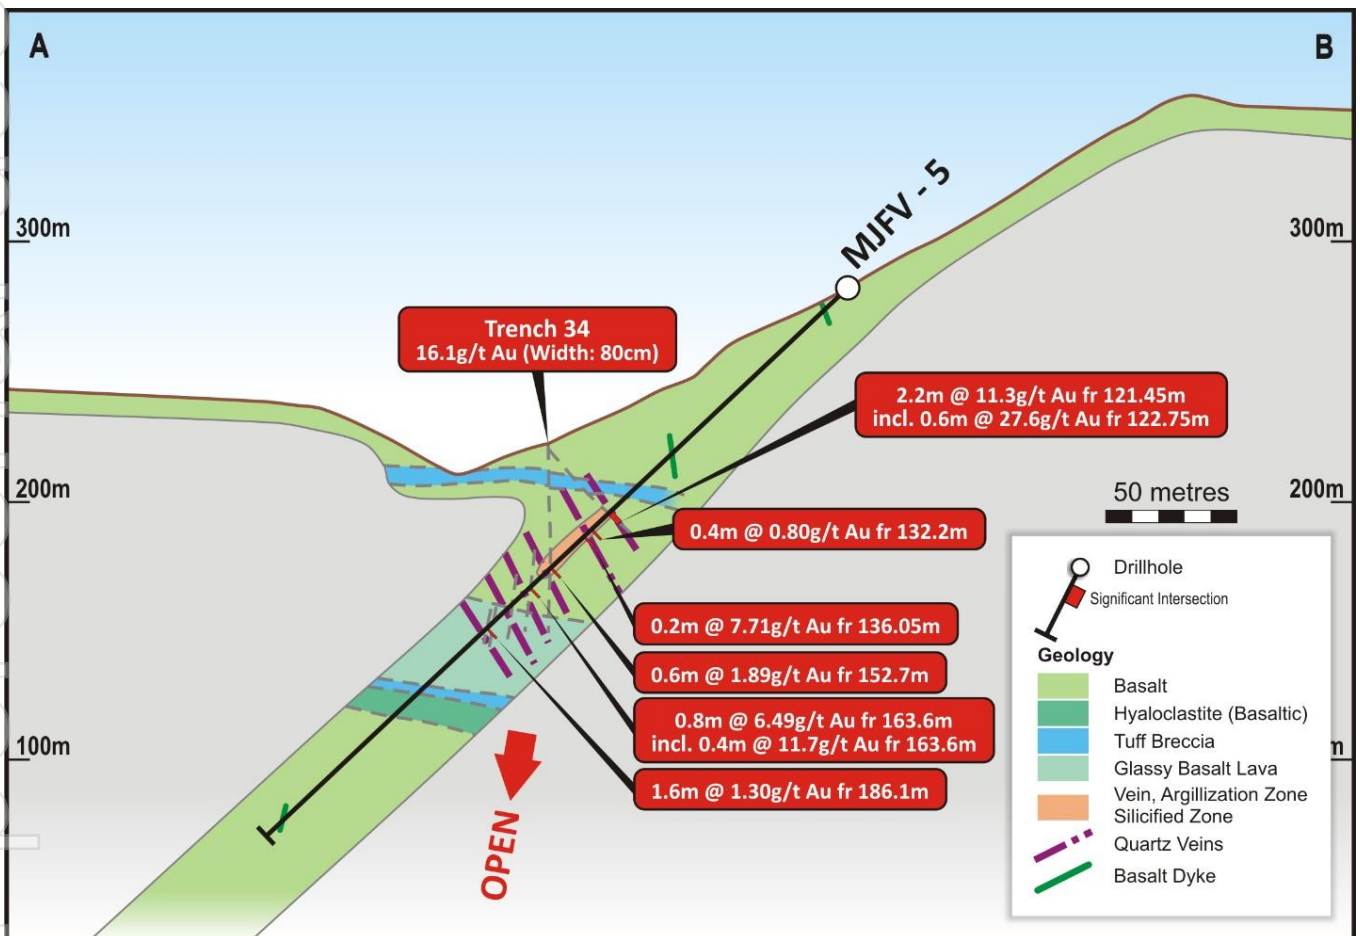 A
B
MJFV - 5
300m
300m
Trench 34
16.1g/t Au (Width: 80cm)
2.2m @ 11.3g/t Au fr 121.45m
incl. 0.6m @ 27.6g/t Au fr 122.75m
200m
200m
50 metres
0.4m @ 0.80g/t Au fr 132.2m
Drillhole
Significant Intersection
0.2m @ 7.71g/t Au fr 136.05m
0.6m @ 1.89g/t Au fr 152.7m
0.8m @ 6.49g/t Au fr 163.6m
incl. 0.4m @ 11.7g/t Au fr 163.6m
1.6m @ 1.30g/t Au fr 186.1m
100m
m
OPEN
Geology
Basalt
Hyaloclastite (Basaltic)
Tuff Breccia
Glassy Basalt Lava
Vein, Argillization Zone
Silicified Zone
Quartz Veins
Basalt Dyke